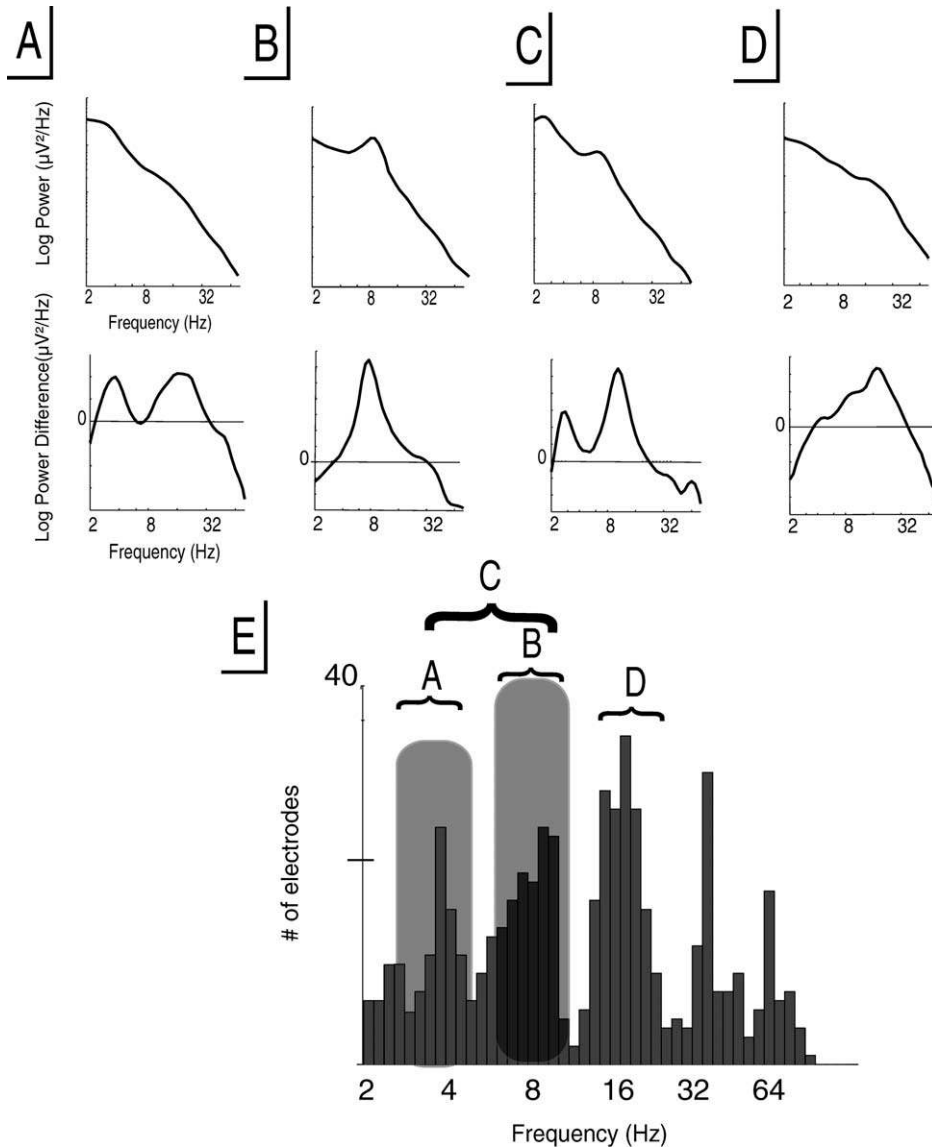 A B C D
Log Power (µV²/Hz)
2 8 32
2 8 32
2 8 32
2 8 32
Frequency (Hz)
Log Power Difference(µV²/Hz)
0
0
0
0
2 8 32
2 8 32
2 8 32
2 8 32
Frequency (Hz)
C
E
B
A
D
40
# of electrodes
2 4 8 16 32 64
Frequency (Hz)